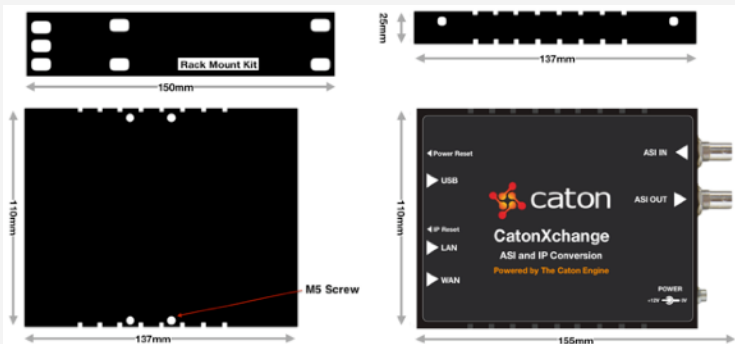 Rack Mount Kit
150mm
25mm
137mm
110mm
M5 Screw
137mm
110mm
Power Reset
USB
IP Reset
LAN
WAN
caton
CatonXchange
ASI and IP Conversion
Powered by The Caton Engine
ASI IN
ASI OUT
POWER
+12V
155mm